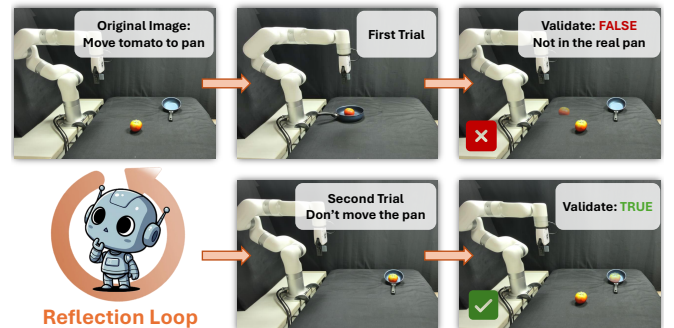 Original Image:
Move tomato to pan
First Trial
Validate: FALSE
Not in the real pan
Second Trial
Don't move the pan
Validate: TRUE
Reflection Loop